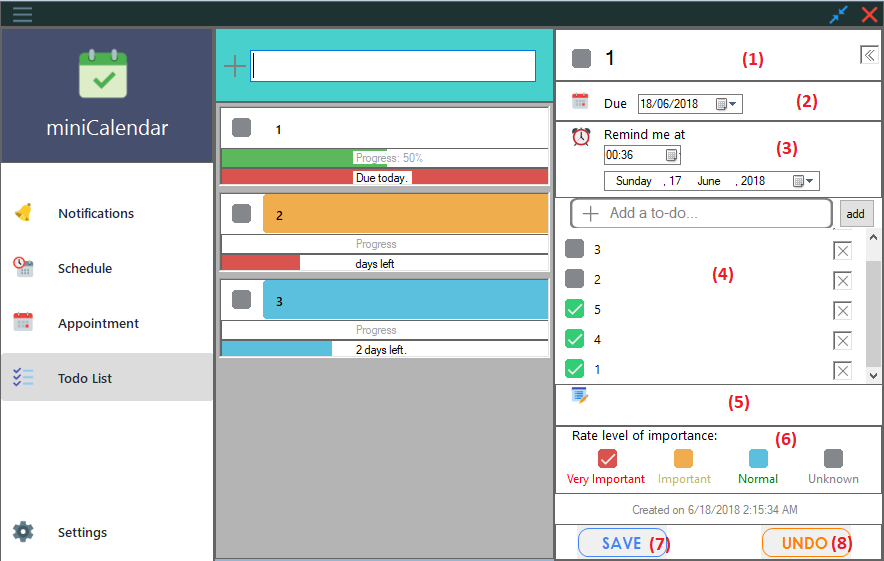 miniCalendar
Notifications
Schedule
Appointment
Todo List
Settings
1
Progress: 50%
Due today.
2
Progress
days left
3
Progress
2 days left.
1 (1)
Due 18/06/2018 (2)
Remind me at
00:36 (3)
Sunday , 17 June , 2018
Add a to-do... add
3
2 (4)
5
4
1
(5)
Rate level of importance: (6)
Very Important Important Normal Unknown
Created on 6/18/2018 2:15:34 AM
SAVE (7) UNDO (8)